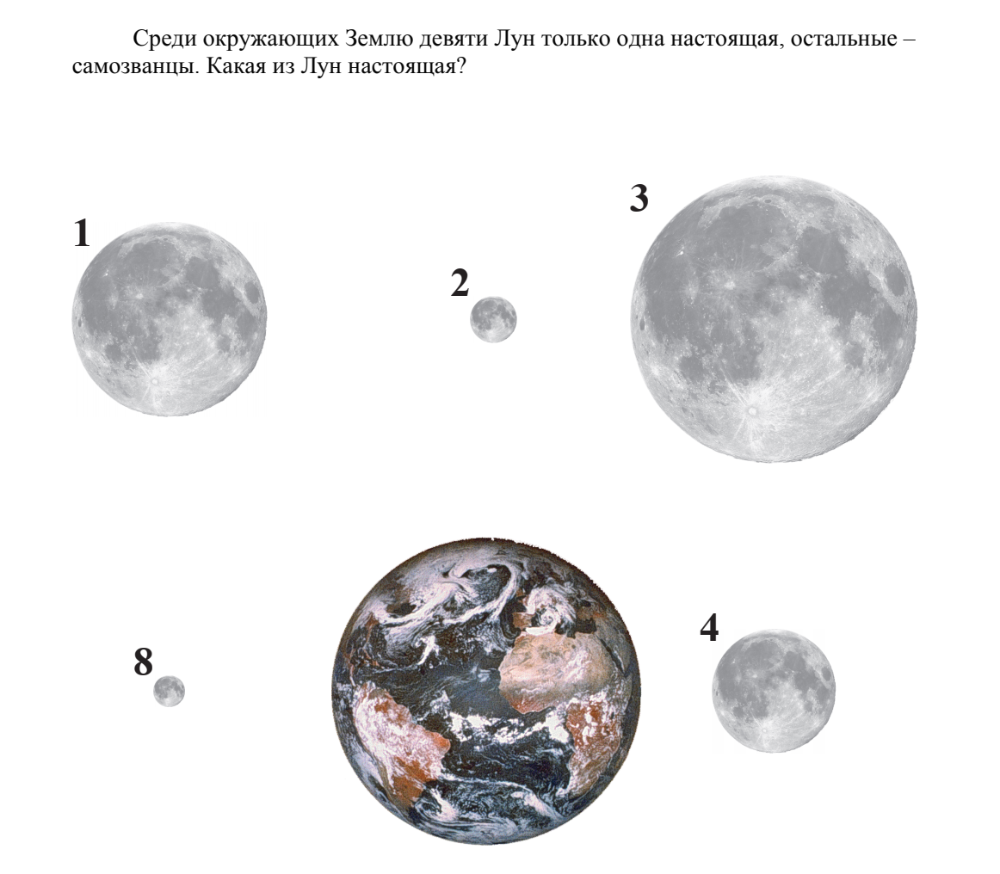 Среди окружающих Землю девяти Лун только одна настоящая, остальные –
самозванцы. Какая из Лун настоящая?
3
1
2
4
8